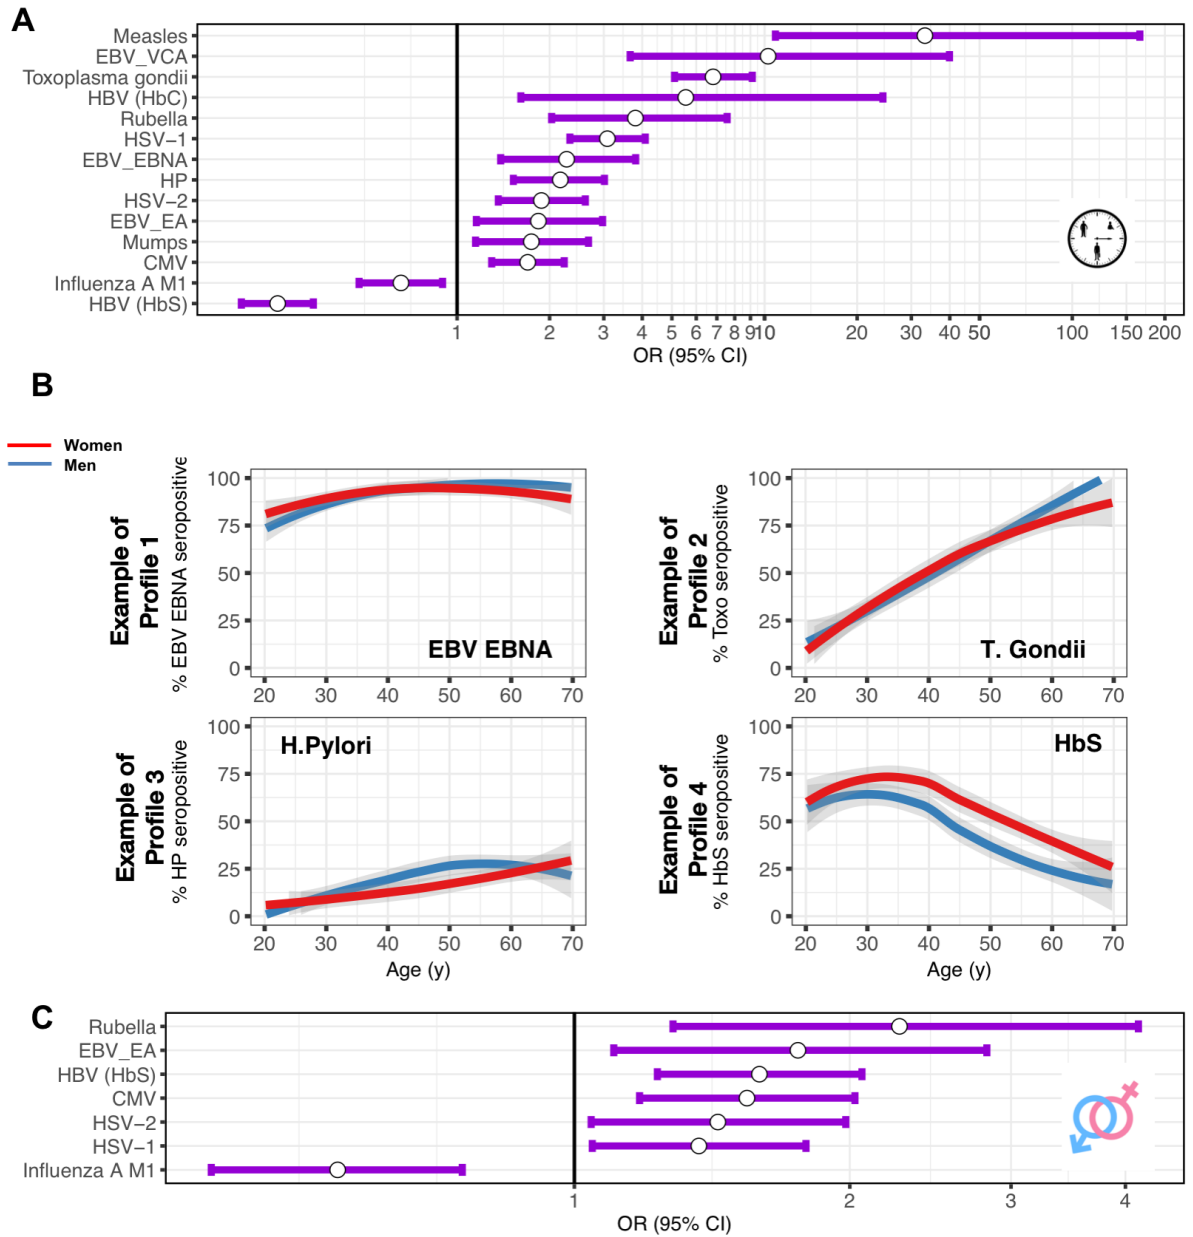 A
Measles
EBV_VCA
Toxoplasma gondii
HBV (HbC)
Rubella
HSV−1
EBV_EBNA
HP
HSV−2
EBV_EA
Mumps
CMV
Influenza A M1
HBV (HbS)
1 2 3 4 5 6 7 8 9 10 20 30 40 50 100 150 200
OR (95% CI)
B
Women
Men
Example of
Profile 1
% EBV EBNA seropositive
100
75
50
25
0
EBV EBNA
20 30 40 50 60 70
Example of
Profile 2
% Toxo seropositive
100
75
50
25
0
T. Gondii
20 30 40 50 60 70
Example of
Profile 3
% HP seropositive
100
75
50
25
0
H.Pylori
20 30 40 50 60 70
Age (y)
Example of
Profile 4
% HbS seropositive
100
75
50
25
0
HbS
20 30 40 50 60 70
Age (y)
C
Rubella
EBV_EA
HBV (HbS)
CMV
HSV−2
HSV−1
Influenza A M1
1 2 3 4
OR (95% CI)